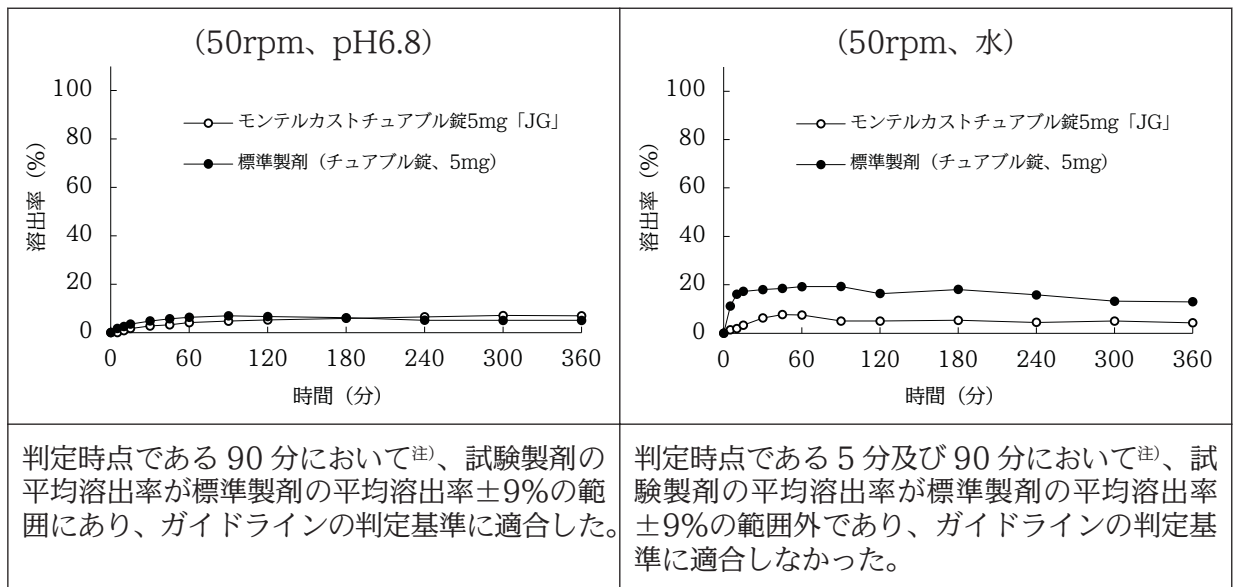 (50rpm、pH6.8)
100
80
60
40
20
0
溶出率（%）
モンテルカストチュアブル錠5mg「JG」
標準製剤（チュアブル錠、5mg）
0 60 120 180 240 300 360
時間（分）
判定時点である 90 分において注)、試験製剤の
平均溶出率が標準製剤の平均溶出率±9%の範
囲にあり、ガイドラインの判定基準に適合した。
(50rpm、水)
100
80
60
40
20
0
溶出率（%）
モンテルカストチュアブル錠5mg「JG」
標準製剤（チュアブル錠、5mg）
0 60 120 180 240 300 360
時間（分）
判定時点である 5 分及び 90 分において注)、試
験製剤の平均溶出率が標準製剤の平均溶出率
±9%の範囲外であり、ガイドラインの判定基
準に適合しなかった。